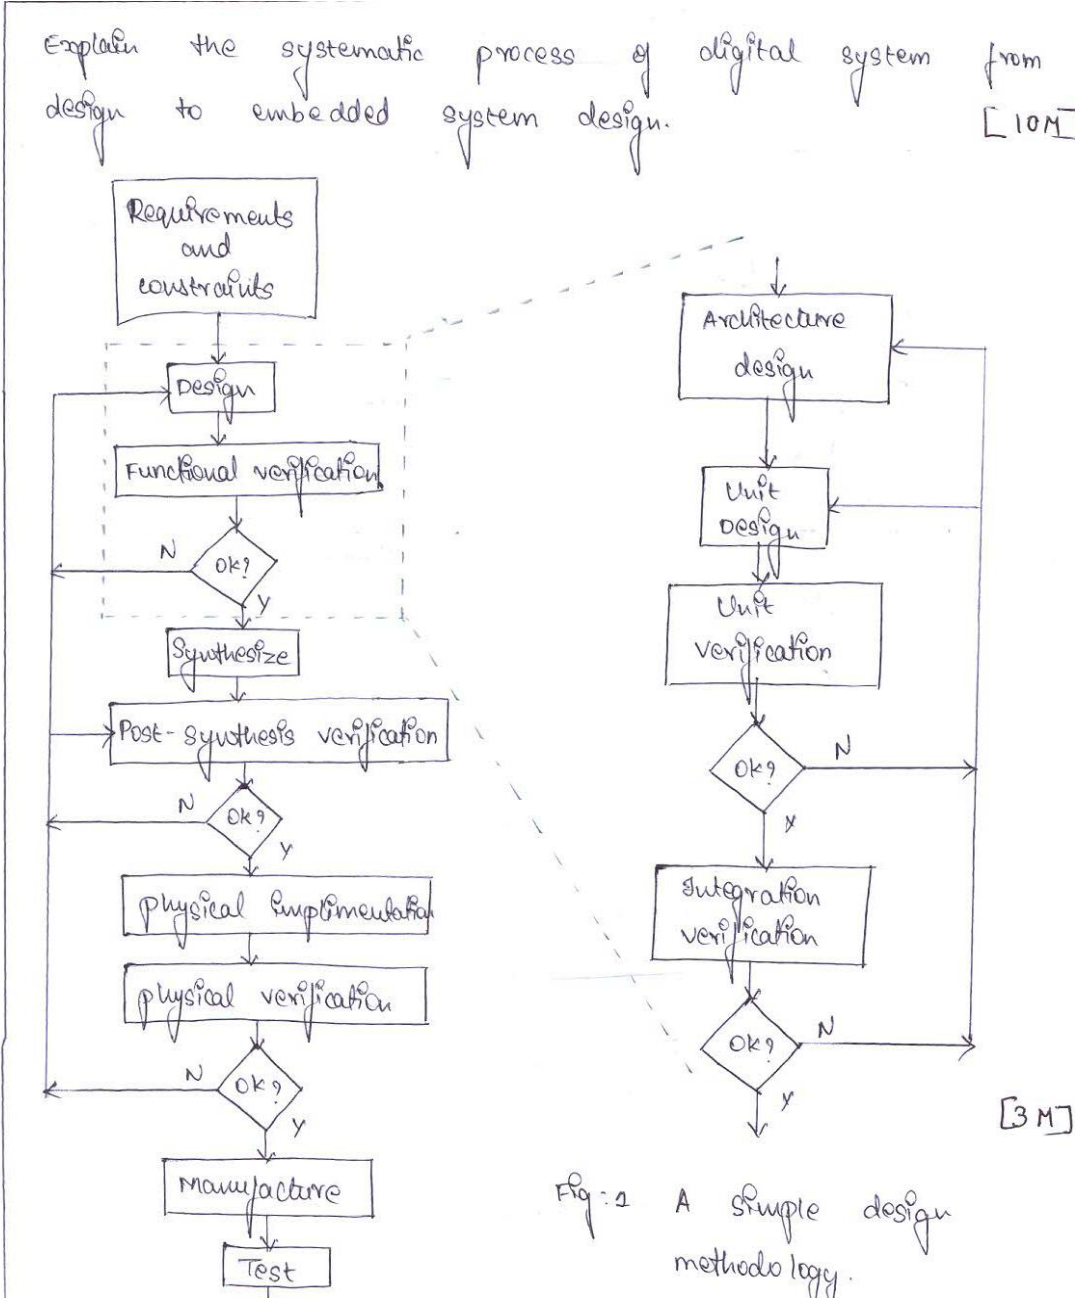 Explain the systematic process of digital system from
design to embedded system design.
[10M]
Requirements
and
constraints
Design
Functional verification
OK?
N
Y
Synthesize
Post-synthesis verification
OK?
N
Y
physical implimentation
physical verification
OK?
N
Y
Manufacture
Test
Architecture
design
Unit
Design
Unit
verification
OK?
N
Y
Integration
verification
OK?
N
Y
[3M]
Fig:1 A simple design
methodology.